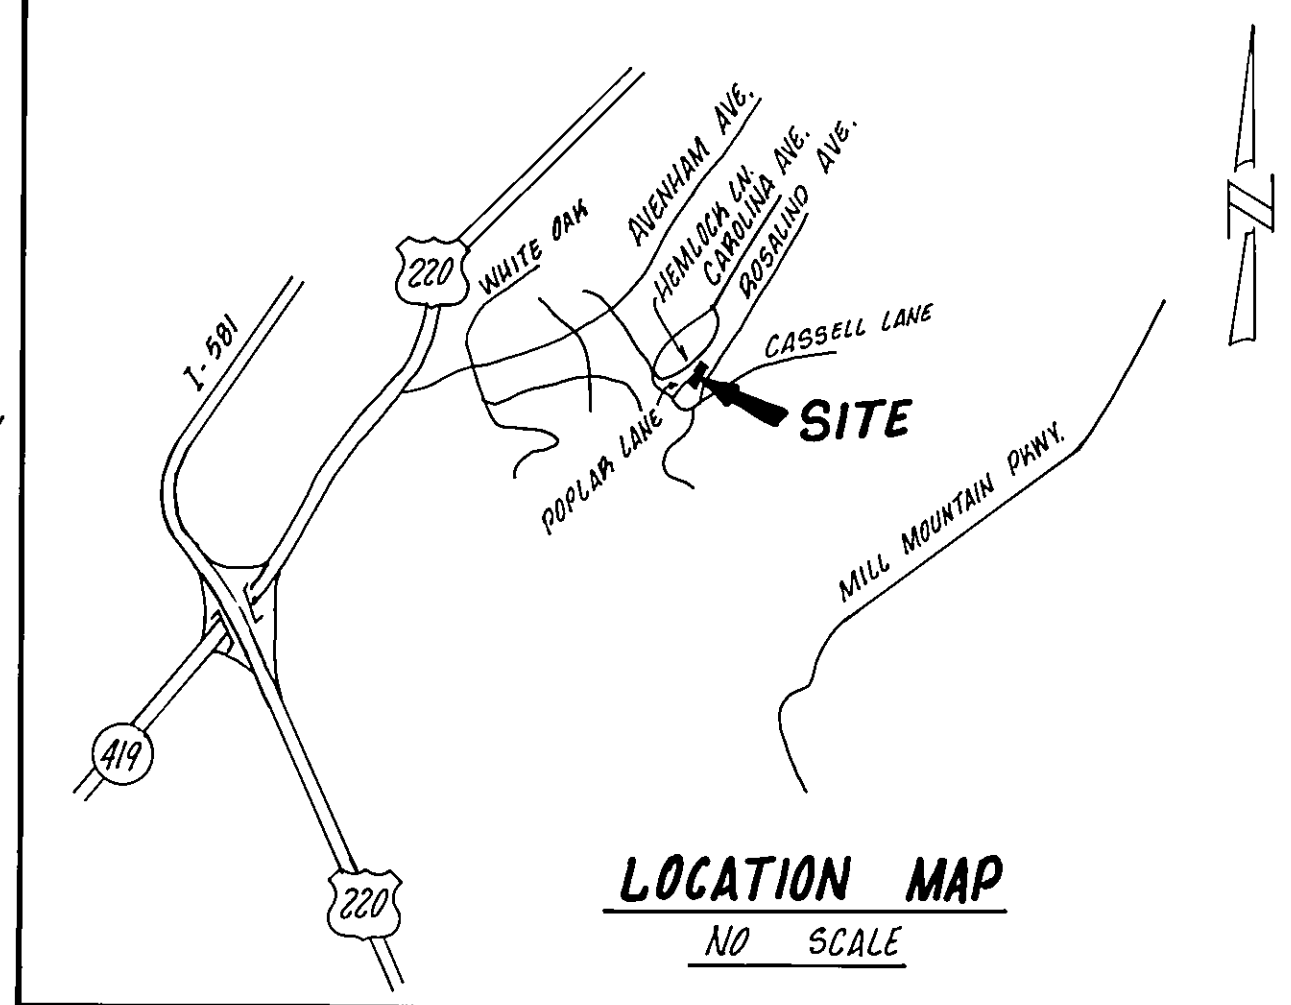 AVENHAM AVE.
HEMLOCK LN.
CAROLINA AVE.
ROSALIND AVE.
WHITE OAK
220
N
I-581
CASSELL LANE
SITE
POPLAR LANE
MILL MOUNTAIN PKWY.
419
220
LOCATION MAP
NO SCALE